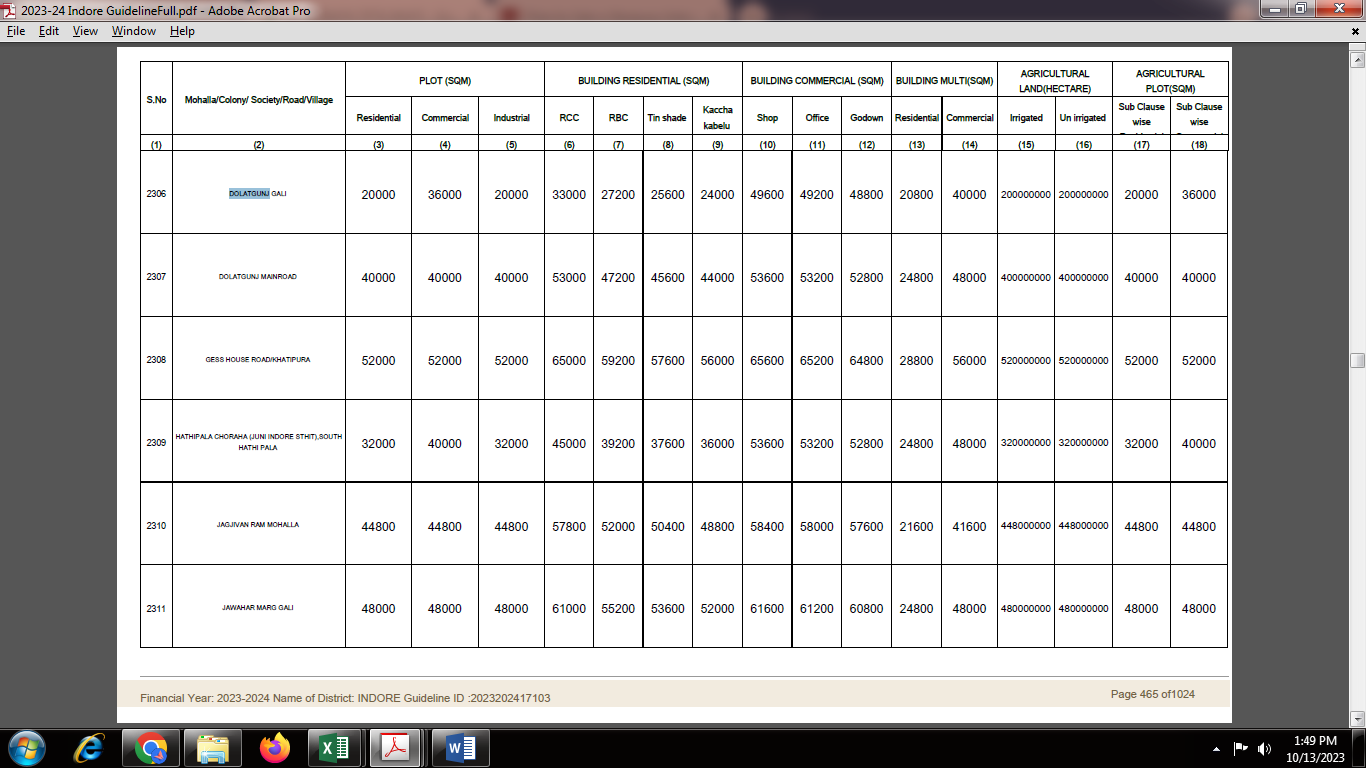 2023-24 Indore GuidelineFull.pdf - Adobe Acrobat Pro
File Edit View Window Help
S.No Mohalla/Colony/ Society/Road/Village PLOT (SQM) BUILDING RESIDENTIAL (SQM) BUILDING COMMERCIAL (SQM) BUILDING MULTI(SQM) AGRICULTURAL LAND(HECTARE) AGRICULTURAL PLOT(SQM)
Residential Commercial Industrial RCC RBC Tin shade Kaccha kabelu Shop Office Godown Residential Commercial Irrigated Un irrigated Sub Clause wise Sub Clause wise
(1) (2) (3) (4) (5) (6) (7) (8) (9) (10) (11) (12) (13) (14) (15) (16) (17) (18)
2306 DOLATGUNJ GALI 20000 36000 20000 33000 27200 25600 24000 49600 49200 48800 20800 40000 200000000 200000000 20000 36000
2307 DOLATGUNJ MAINROAD 40000 40000 40000 53000 47200 45600 44000 53600 53200 52800 24800 48000 400000000 400000000 40000 40000
2308 GESS HOUSE ROAD/KHATIPURA 52000 52000 52000 65000 59200 57600 56000 65600 65200 64800 28800 56000 520000000 520000000 52000 52000
2309 HATHIPALA CHORAHA (JUNI INDORE STHIT),SOUTH HATHI PALA 32000 40000 32000 45000 39200 37600 36000 53600 53200 52800 24800 48000 320000000 320000000 32000 40000
2310 JAGJIVAN RAM MOHALLA 44800 44800 44800 57800 52000 50400 48800 58400 58000 57600 21600 41600 448000000 448000000 44800 44800
2311 JAWAHAR MARG GALI 48000 48000 48000 61000 55200 53600 52000 61600 61200 60800 24800 48000 480000000 480000000 48000 48000
Financial Year: 2023-2024 Name of District: INDORE Guideline ID :2023202417103
Page 465 of1024
1:49 PM
10/13/2023